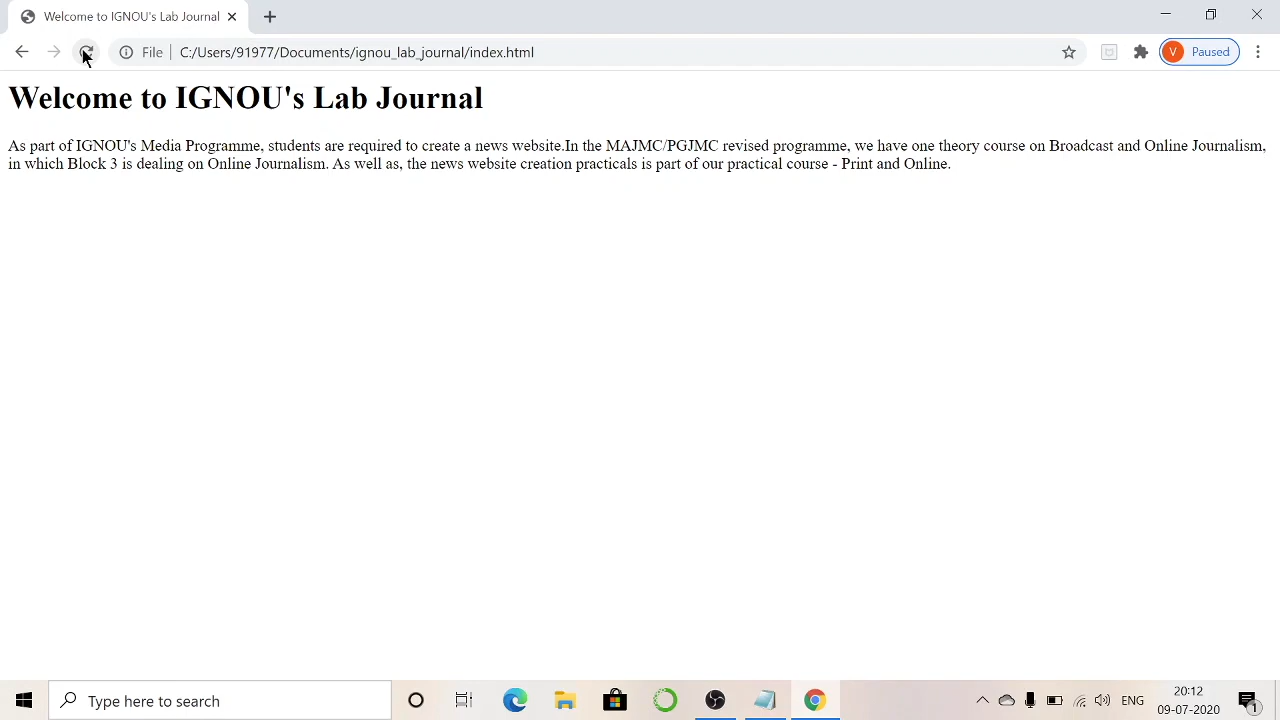 Welcome to IGNOU's Lab Journal
File
C:/Users/91977/Documents/ignou_lab_journal/index.html
V Paused
Welcome to IGNOU's Lab Journal
As part of IGNOU's Media Programme, students are required to create a news website.In the MAJMC/PGJMC revised programme, we have one theory course on Broadcast and Online Journalism,
in which Block 3 is dealing on Online Journalism. As well as, the news website creation practicals is part of our practical course - Print and Online.
Type here to search
ENG
20:12
09-07-2020
1